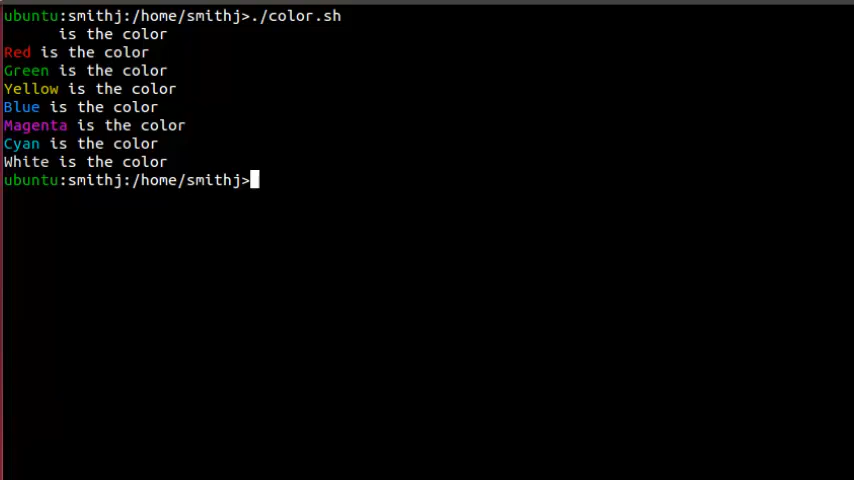 ubuntu:smithj:/home/smithj>./color.sh
is the color
Red is the color
Green is the color
Yellow is the color
Blue is the color
Magenta is the color
Cyan is the color
White is the color
ubuntu:smithj:/home/smithj>